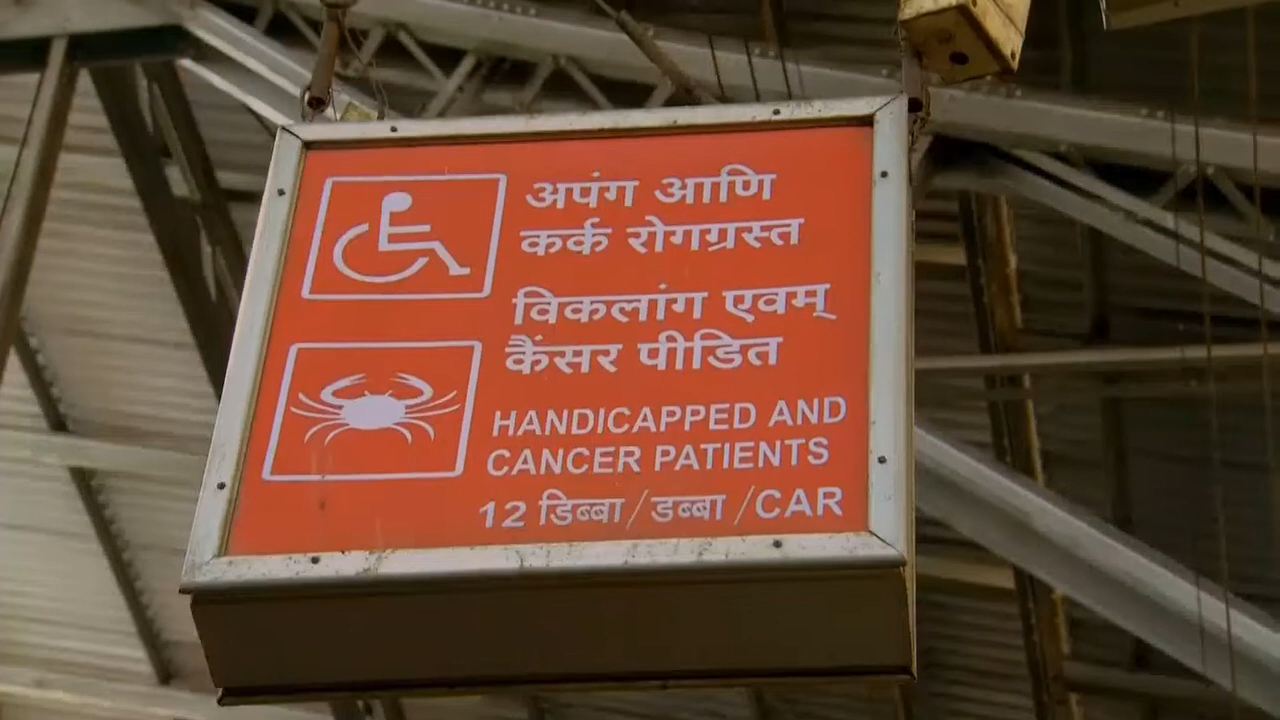 अपंग आणि
कर्क रोगग्रस्त
विकलांग एवम्
कैंसर पीडित
HANDICAPPED AND
CANCER PATIENTS
12 डिब्बा/डब्बा/CAR